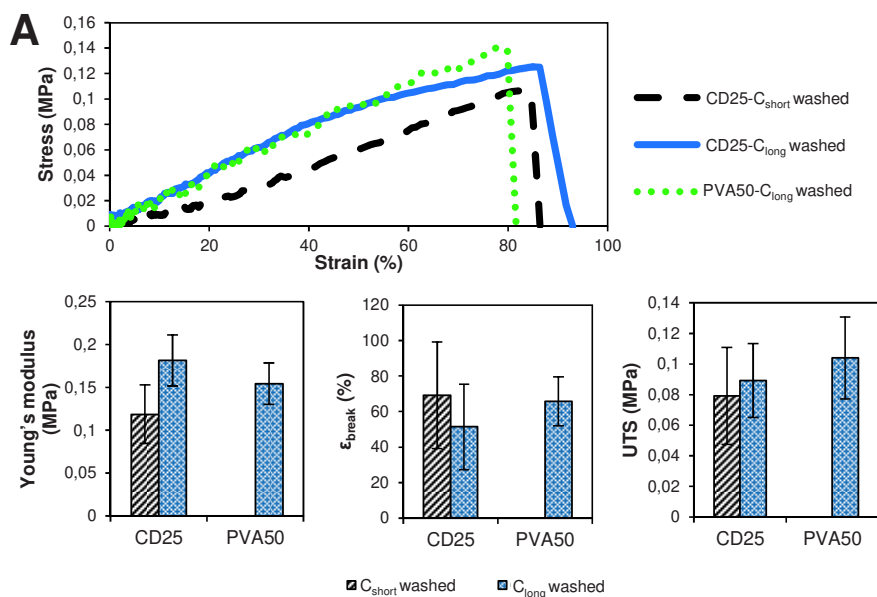 A
Stress (MPa)
0,16
0,14
0,12
0,1
0,08
0,06
0,04
0,02
0
0 20 40 60 80 100
Strain (%)
CD25-Cshort washed
CD25-Clong washed
PVA50-Clong washed
Young's modulus
(MPa)
0,25
0,2
0,15
0,1
0,05
0
CD25 PVA50
εbreak
(%)
120
100
80
60
40
20
0
CD25 PVA50
UTS (MPa)
0,14
0,12
0,1
0,08
0,06
0,04
0,02
0
CD25 PVA50
Cshort washed Clong washed